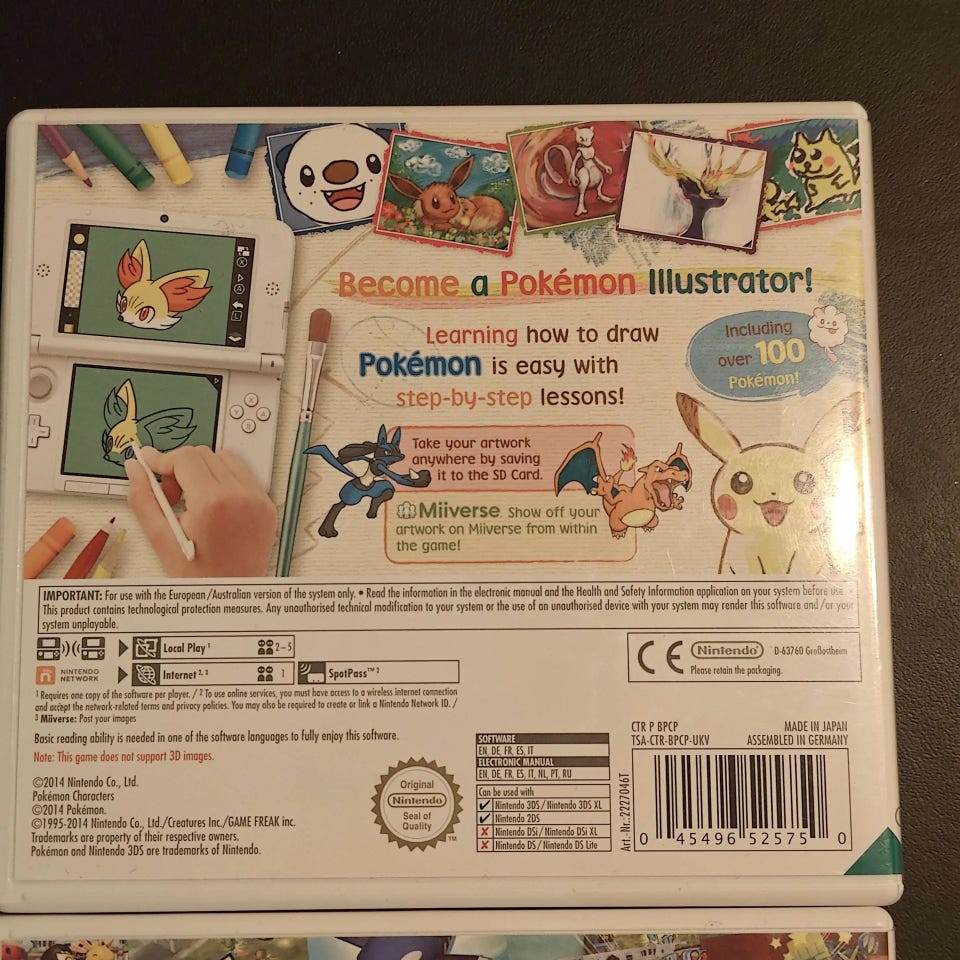 Become a Pokémon Illustrator!
Learning how to draw
Pokémon is easy with
step-by-step lessons!
Including
over 100
Pokémon!
Take your artwork
anywhere by saving
it to the SD Card.
Miiverse Show off your
artwork on Miiverse from within
the game!
X
Y
A
B
IMPORTANT: For use with the European/Australian version of the system only. • Read the information in the electronic manual and the Health and Safety Information application on your system before use. •
This product contains technological protection measures. Any unauthorised technical modification to your system or the use of an unauthorised device with your system may render this software and/or your
system unplayable.
Local Play 1 2–5
NINTENDO NETWORK
Internet 2, 3 1
SpotPass™ 2
1 Requires one copy of the software per player. / 2 To use online services, you must have access to a wireless internet connection
and accept the network-related terms and privacy policies. You may also be required to create or link a Nintendo Network ID. /
3 Miiverse: Post your images
Basic reading ability is needed in one of the software languages to fully enjoy this software.
Note: This game does not support 3D images.
©2014 Nintendo Co., Ltd.
Pokémon Characters
©2014 Pokémon.
©1995-2014 Nintendo Co., Ltd./Creatures Inc./GAME FREAK inc.
Trademarks are property of their respective owners.
Pokémon and Nintendo 3DS are trademarks of Nintendo.
Original
Nintendo
Seal of
Quality
TM
SOFTWARE
EN, DE, FR, ES, IT
ELECTRONIC MANUAL
EN, DE, FR, ES, IT, NL, PT, RU
Can be used with
Nintendo 3DS/Nintendo 3DS XL
Nintendo 2DS
Nintendo DSi/Nintendo DSi XL
Nintendo DS/Nintendo DS Lite
CE
Nintendo
D-63760 Großostheim
Please retain the packaging.
CTR P BPCP
TSA-CTR-BPCP-UKV
MADE IN JAPAN
ASSEMBLED IN GERMANY
Art.-Nr.:2227046T
0 45496 52575 0